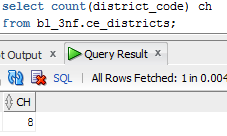 select count(district_code) ch
from bl_3nf.ce_districts;
Output × Query Result ×
SQL | All Rows Fetched: 1 in 0.004
CH
8